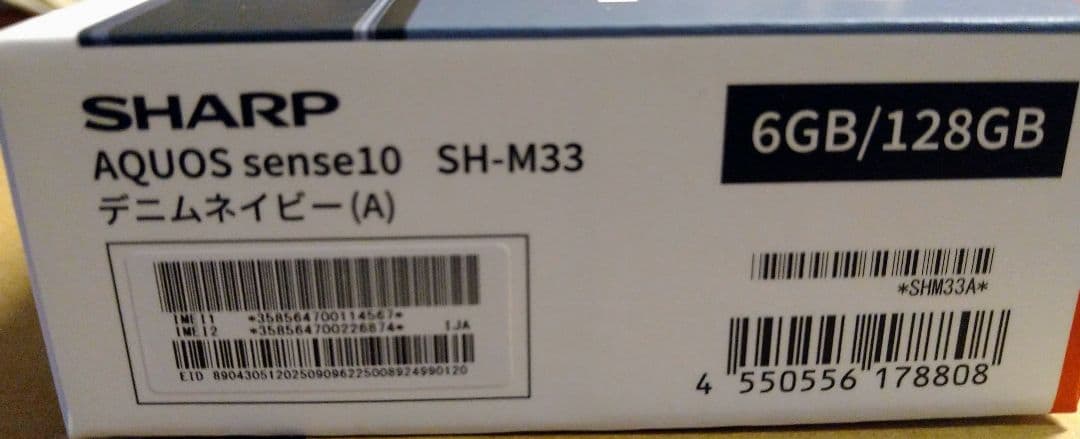 SHARP
AQUOS sense10 SH-M33
デニムネイビー(A)
6GB/128GB
IMEI1 *358564700114567*
IMEI2 *358564700226874* 1JA
EID 89043051202509096225008924990120
*SHM33A*
4 550556 178808